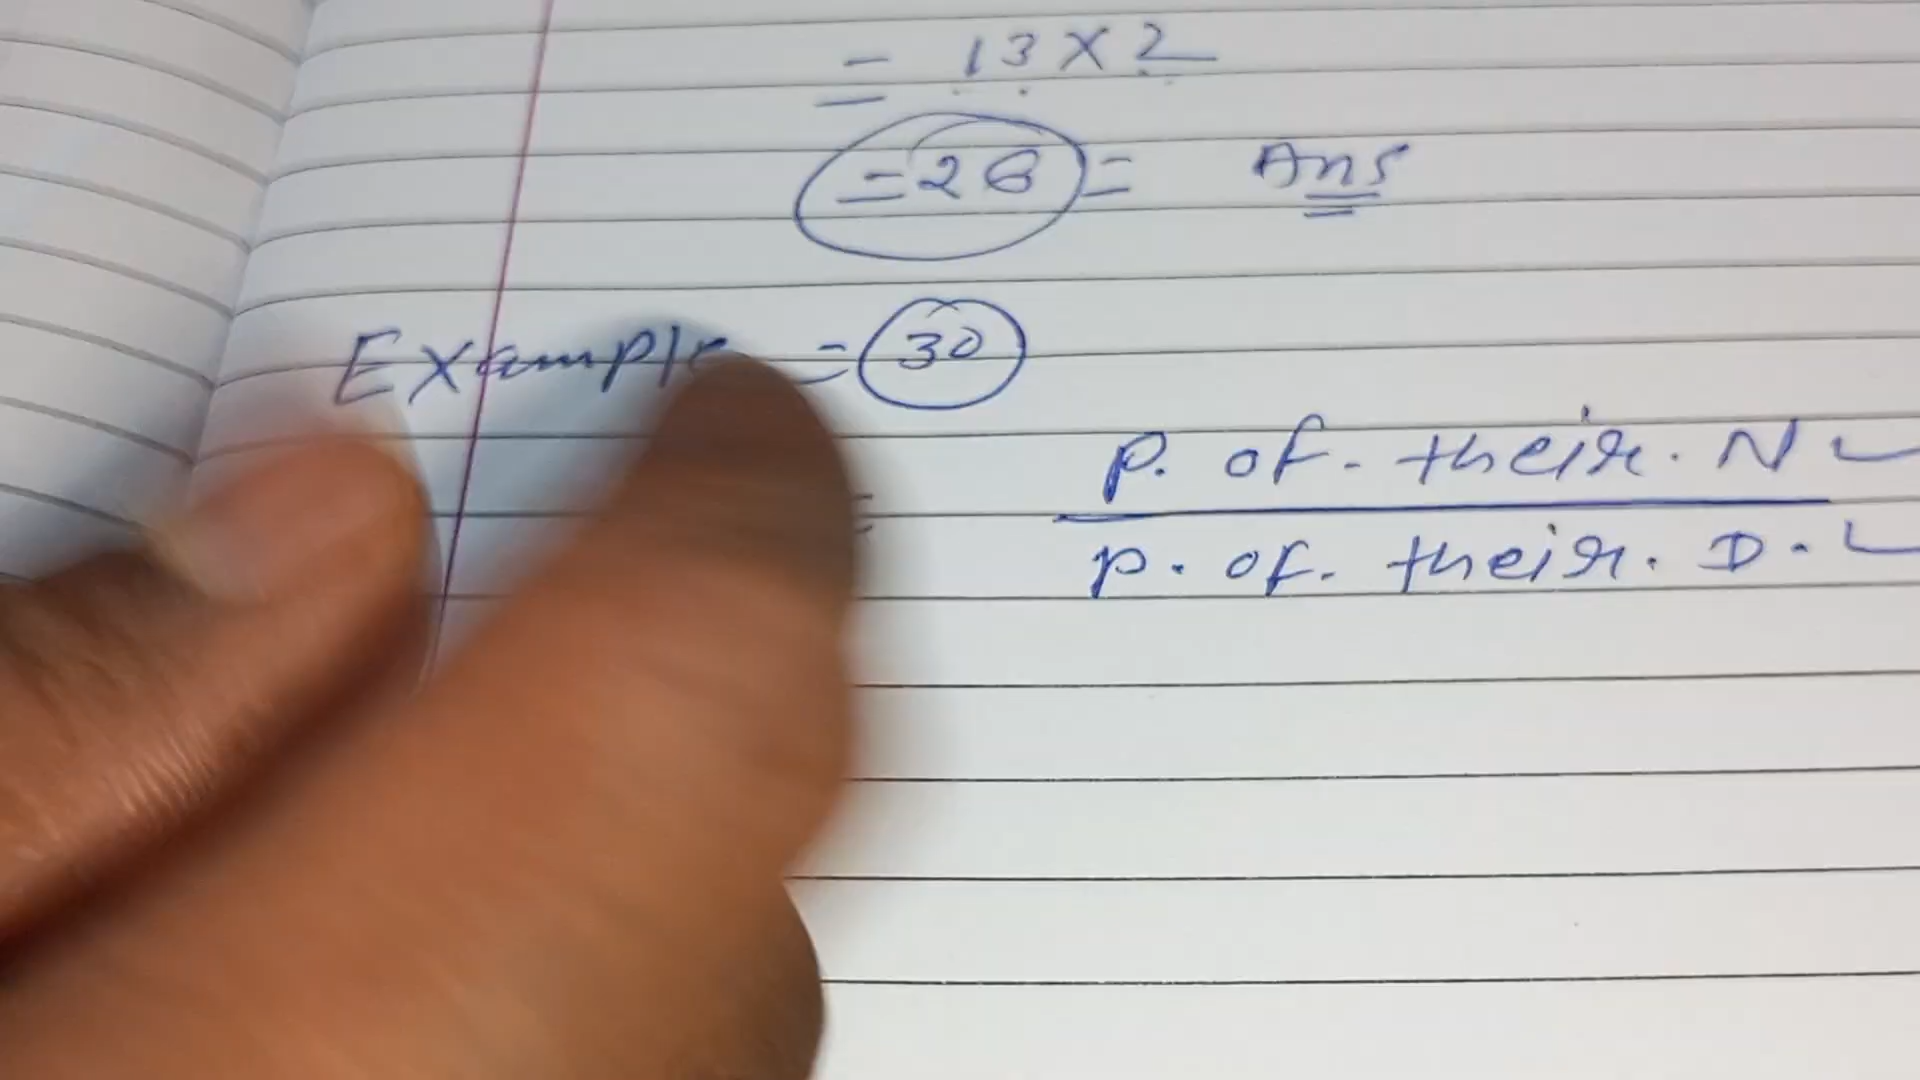 = 13 × 2
= 26 = Ans
Example = 30
= P. of. their. N
P. of. their. D.